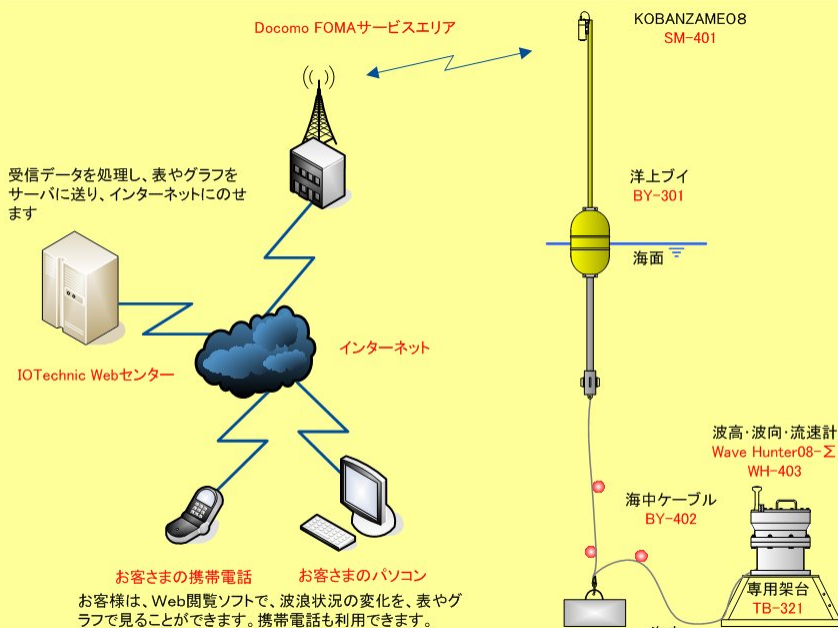 Docomo FOMAサービスエリア
KOBANZAME08
SM-401
受信データを処理し、表やグラフを
サーバに送り、インターネットにのせ
ます
洋上ブイ
BY-301
海面
IOTechnic Webセンター
インターネット
波高・波向・流速計
Wave Hunter08-Σ
WH-403
海中ケーブル
BY-402
お客さまの携帯電話
お客さまのパソコン
専用架台
TB-321
お客様は、Web閲覧ソフトで、波浪状況の変化を、表やグ
ラフで見ることができます。携帯電話も利用できます。